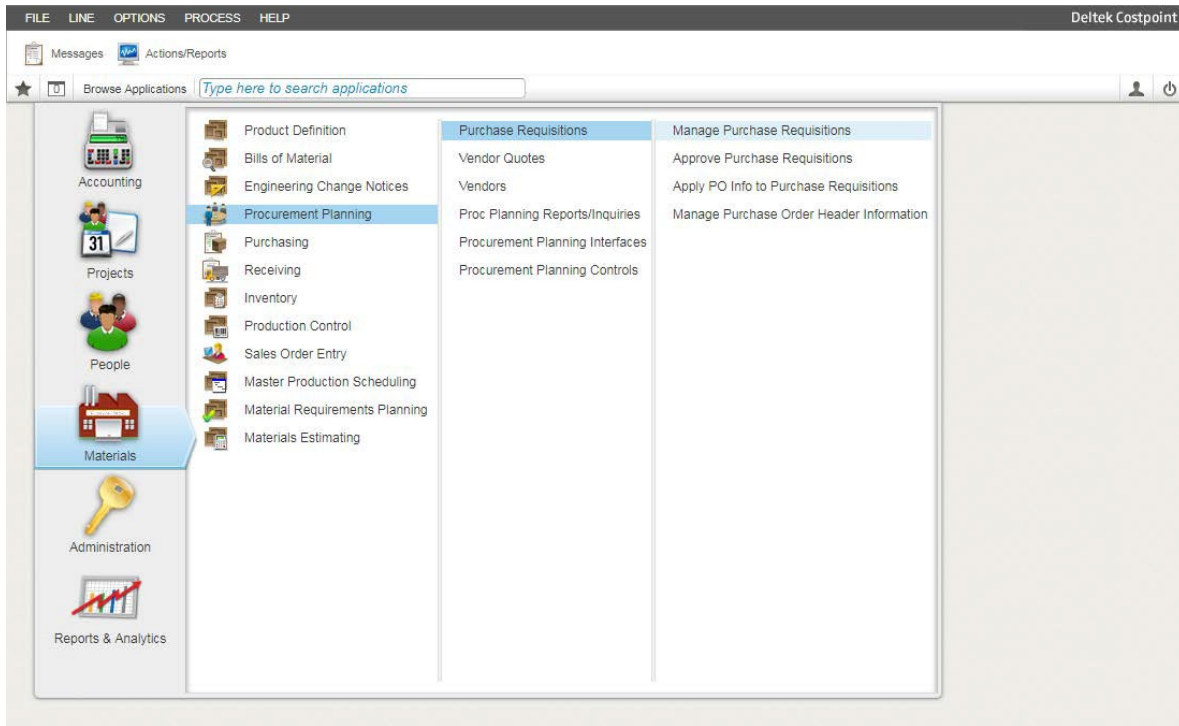 FILE LINE OPTIONS PROCESS HELP Deltek Costpoint
Messages Actions/Reports
0 Browse Applications Type here to search applications
Accounting
31
Projects
People
Materials
Administration
Reports & Analytics
Product Definition
Bills of Material
Engineering Change Notices
Procurement Planning
Purchasing
Receiving
Inventory
Production Control
Sales Order Entry
Master Production Scheduling
Material Requirements Planning
Materials Estimating
Purchase Requisitions
Vendor Quotes
Vendors
Proc Planning Reports/Inquiries
Procurement Planning Interfaces
Procurement Planning Controls
Manage Purchase Requisitions
Approve Purchase Requisitions
Apply PO Info to Purchase Requisitions
Manage Purchase Order Header Information